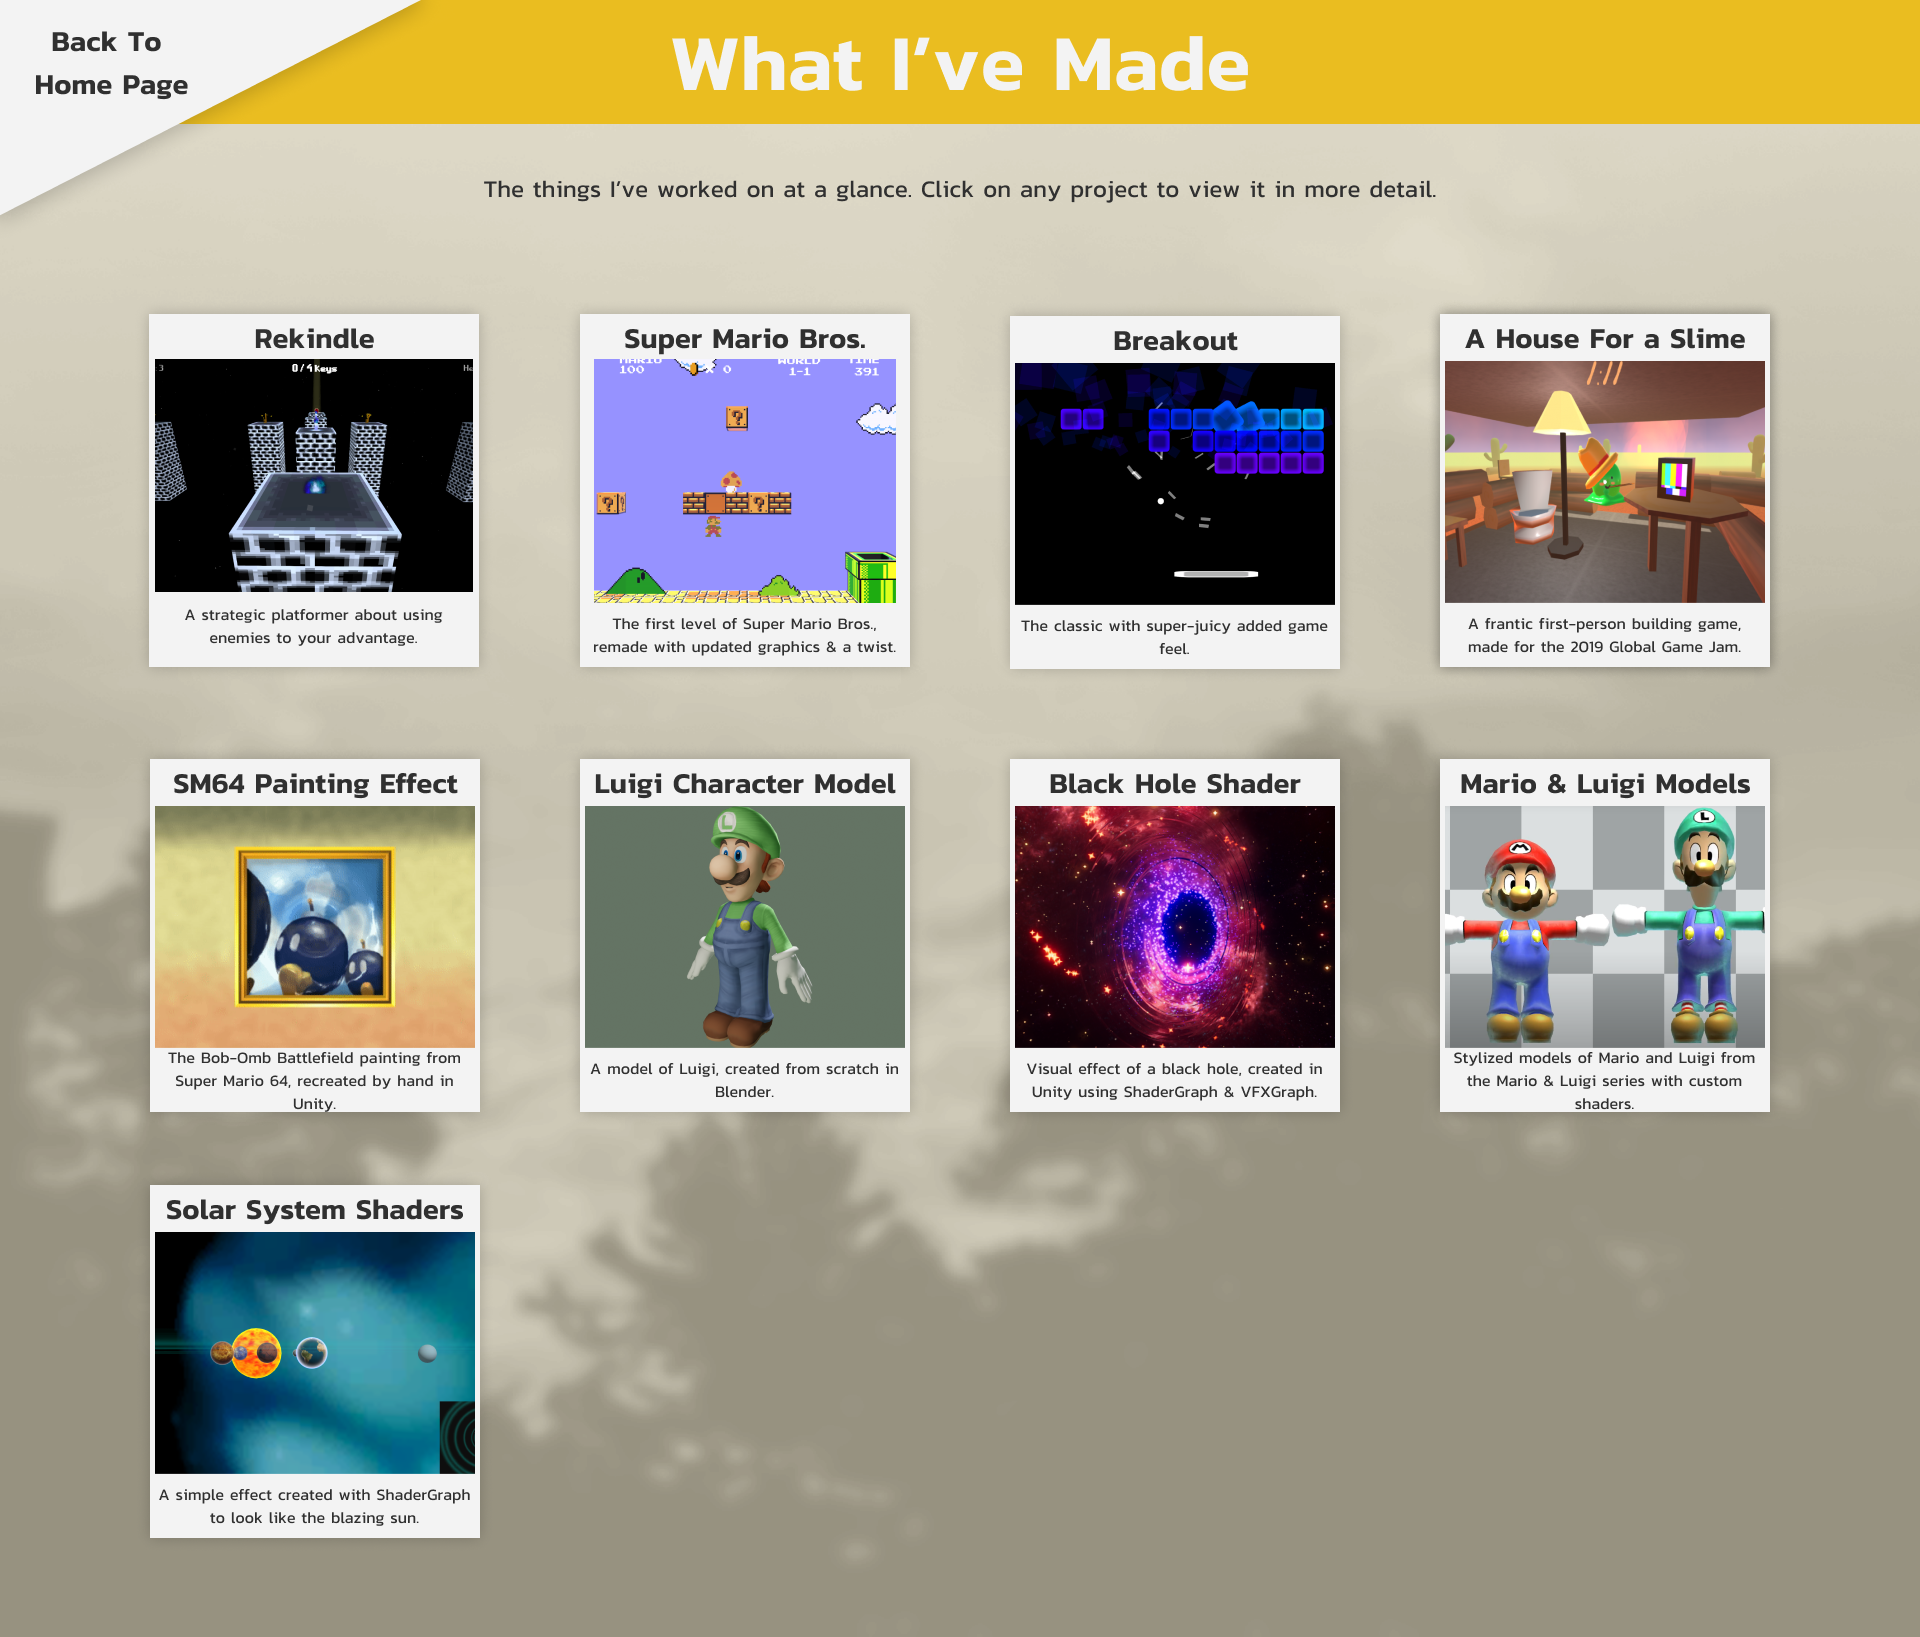 Back To
Home Page
What I’ve Made
The things I’ve worked on at a glance. Click on any project to view it in more detail.
Rekindle
:3
0/4 Keys
He
A strategic platformer about using
enemies to your advantage.
Super Mario Bros.
MARIO
WORLD
TIME
100
× 0
1-1
391
?
?
?
The first level of Super Mario Bros.,
remade with updated graphics & a twist.
Breakout
The classic with super-juicy added game
feel.
A House For a Slime
A frantic first-person building game,
made for the 2019 Global Game Jam.
SM64 Painting Effect
The Bob-Omb Battlefield painting from
Super Mario 64, recreated by hand in
Unity.
Luigi Character Model
L
A model of Luigi, created from scratch in
Blender.
Black Hole Shader
Visual effect of a black hole, created in
Unity using ShaderGraph & VFXGraph.
Mario & Luigi Models
M
L
Stylized models of Mario and Luigi from
the Mario & Luigi series with custom
shaders.
Solar System Shaders
A simple effect created with ShaderGraph
to look like the blazing sun.